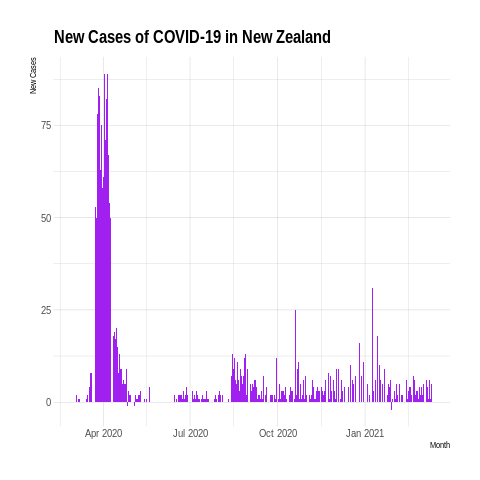 New Cases of COVID-19 in New Zealand
New Cases
75
50
25
0
Apr 2020 Jul 2020 Oct 2020 Jan 2021
Month